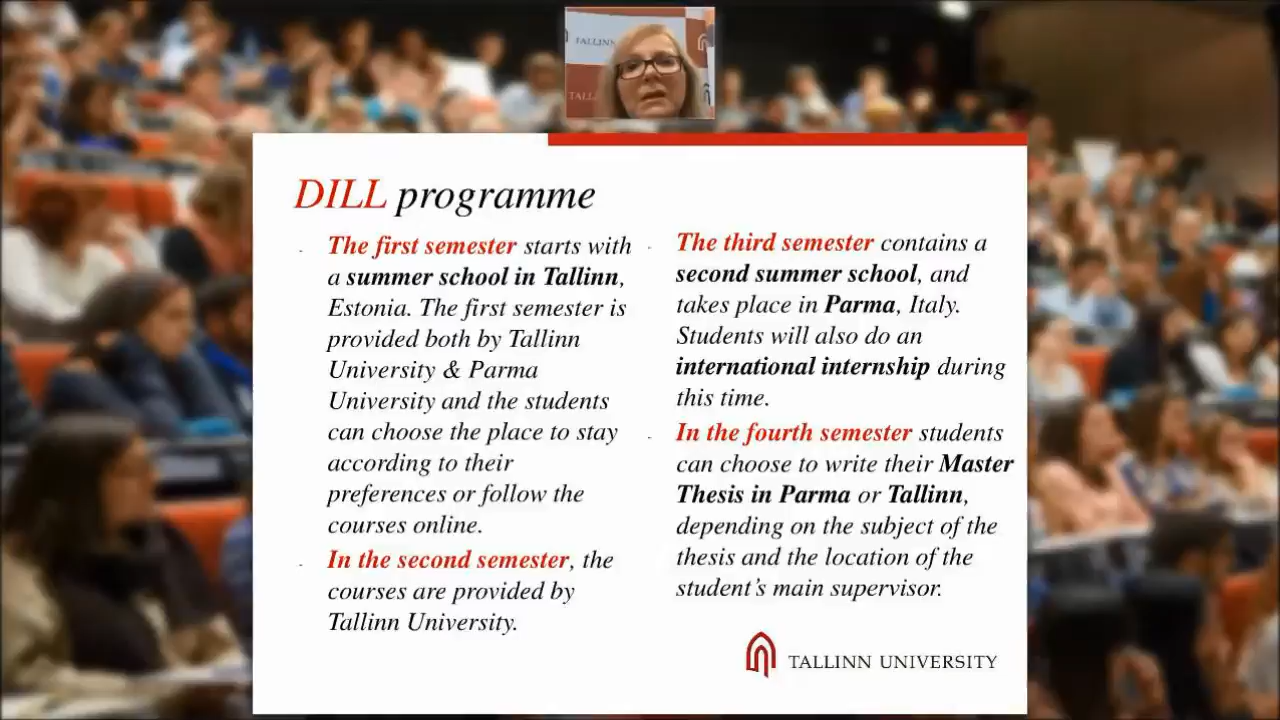 TALLINN
TAL
DILL programme
- The first semester starts with
a summer school in Tallinn,
Estonia. The first semester is
provided both by Tallinn
University & Parma
University and the students
can choose the place to stay
according to their
preferences or follow the
courses online.
- In the second semester, the
courses are provided by
Tallinn University.
- The third semester contains a
second summer school, and
takes place in Parma, Italy.
Students will also do an
international internship during
this time.
- In the fourth semester students
can choose to write their Master
Thesis in Parma or Tallinn,
depending on the subject of the
thesis and the location of the
student's main supervisor.
TALLINN UNIVERSITY